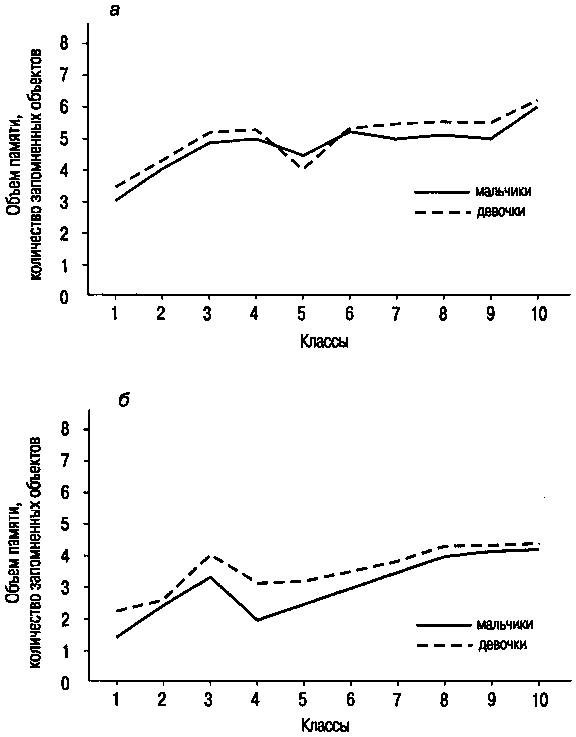 а
8
7
6
5
4
3
2
1
0
Объем памяти,
количество запомненных объектов
мальчики
девочки
1 2 3 4 5 6 7 8 9 10
Классы
б
8
7
6
5
4
3
2
1
0
Объем памяти,
количество запомненных объектов
мальчики
девочки
1 2 3 4 5 6 7 8 9 10
Классы